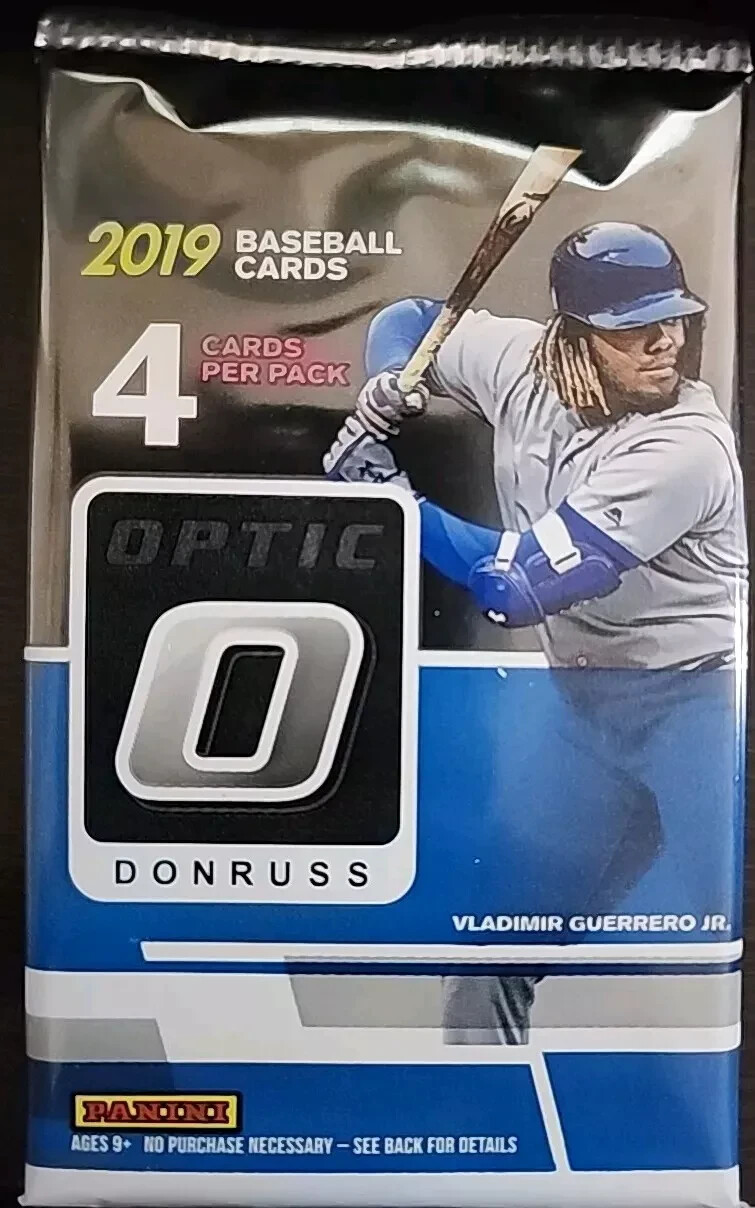 2019 BASEBALL
CARDS
4 CARDS
PER PACK
OPTIC
O
DONRUSS
VLADIMIR GUERRERO JR.
PANINI
AGES 9+ NO PURCHASE NECESSARY – SEE BACK FOR DETAILS